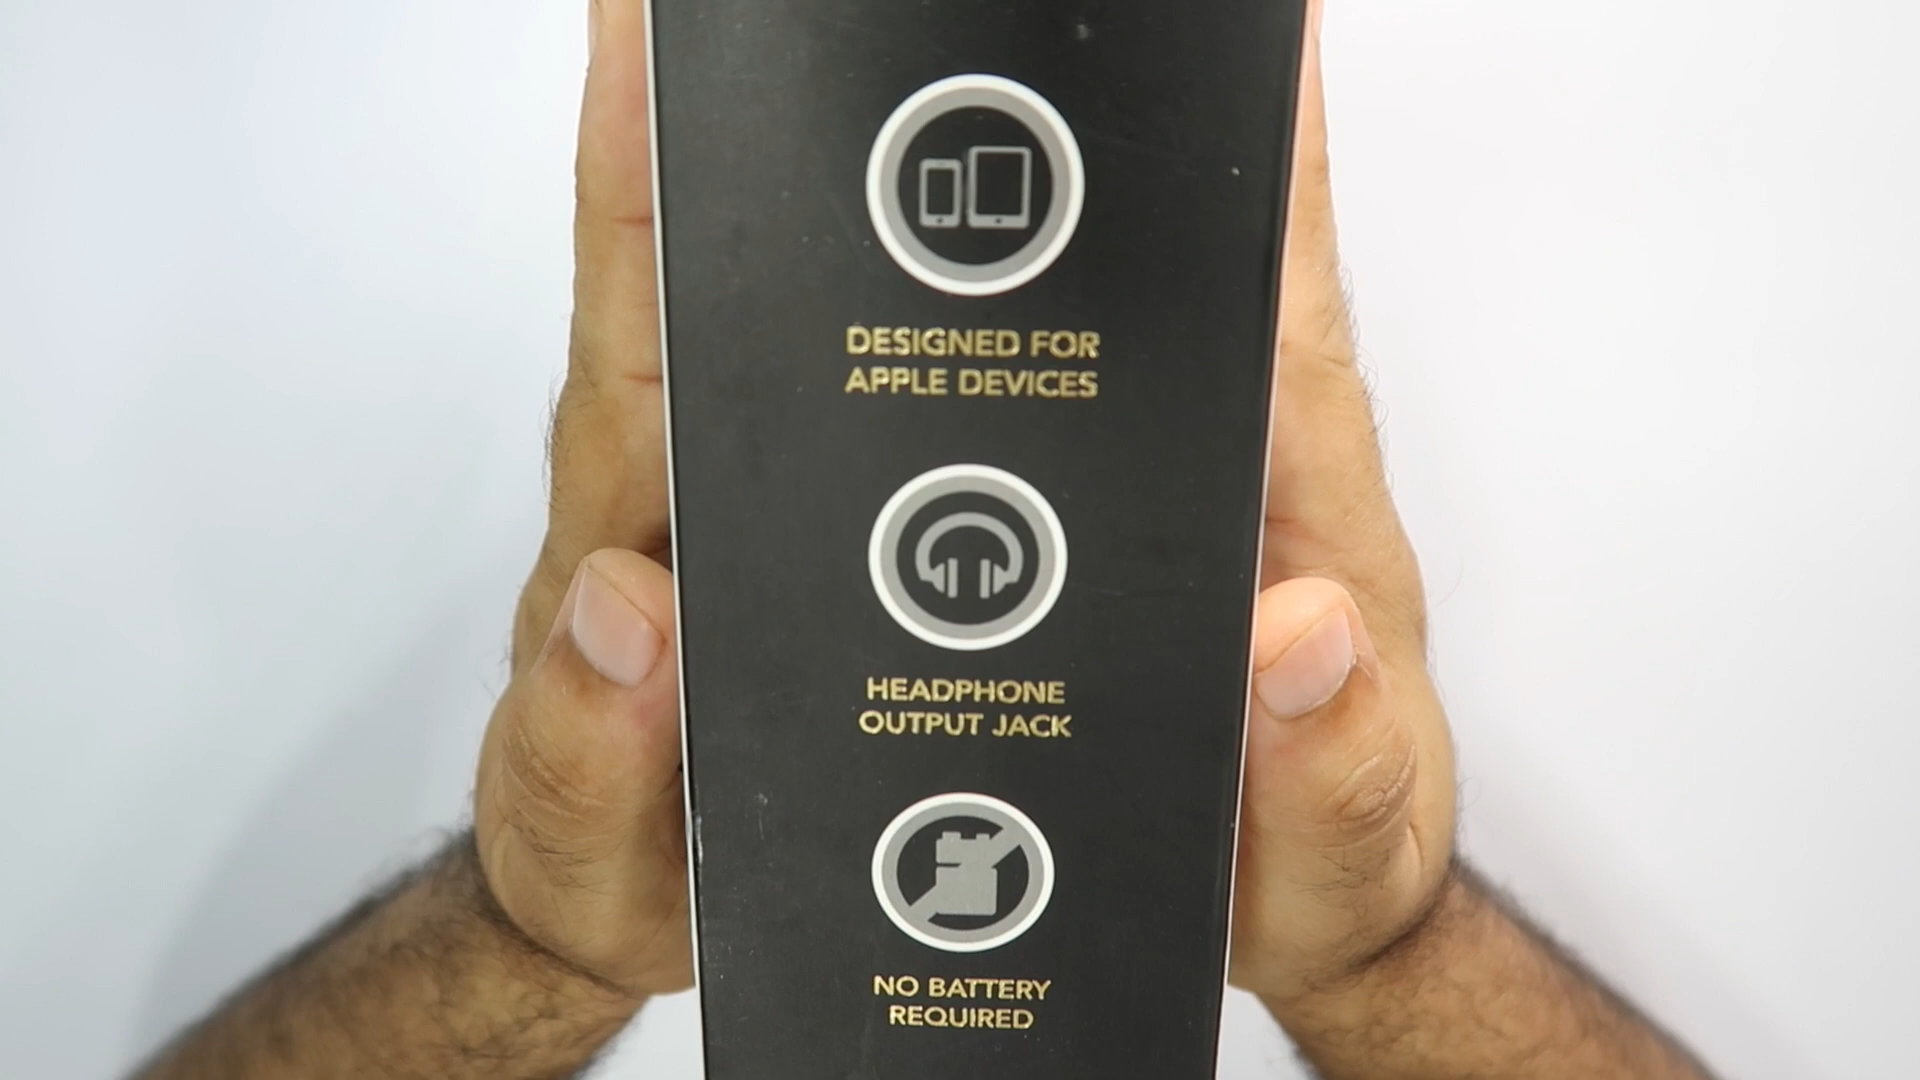 DESIGNED FOR
APPLE DEVICES
HEADPHONE
OUTPUT JACK
NO BATTERY
REQUIRED